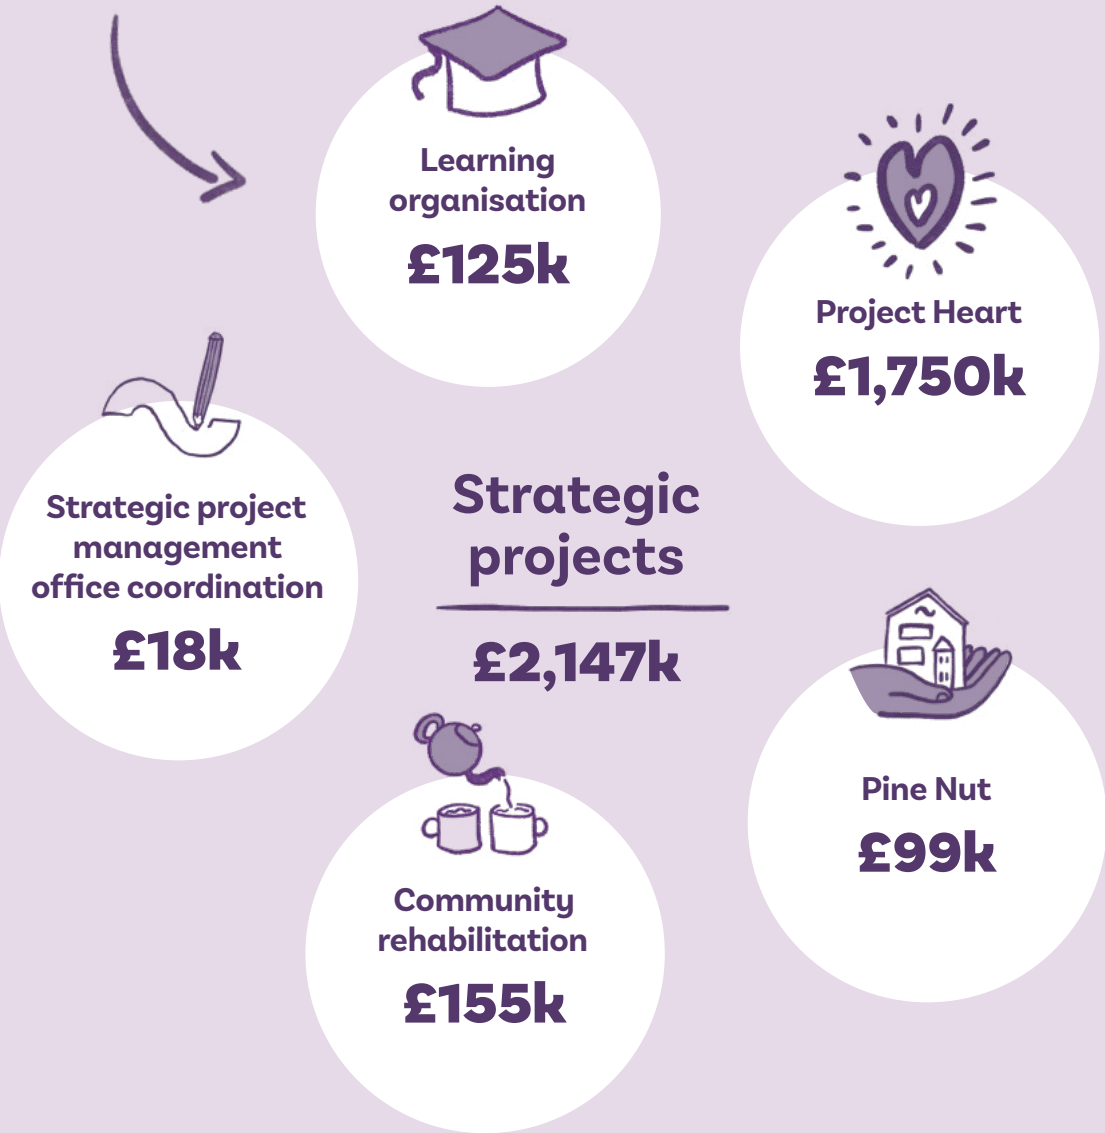 Learning
organisation
£125k
Project Heart
£1,750k
Strategic project
management
office coordination
£18k
Strategic
projects
£2,147k
Pine Nut
£99k
Community
rehabilitation
£155k